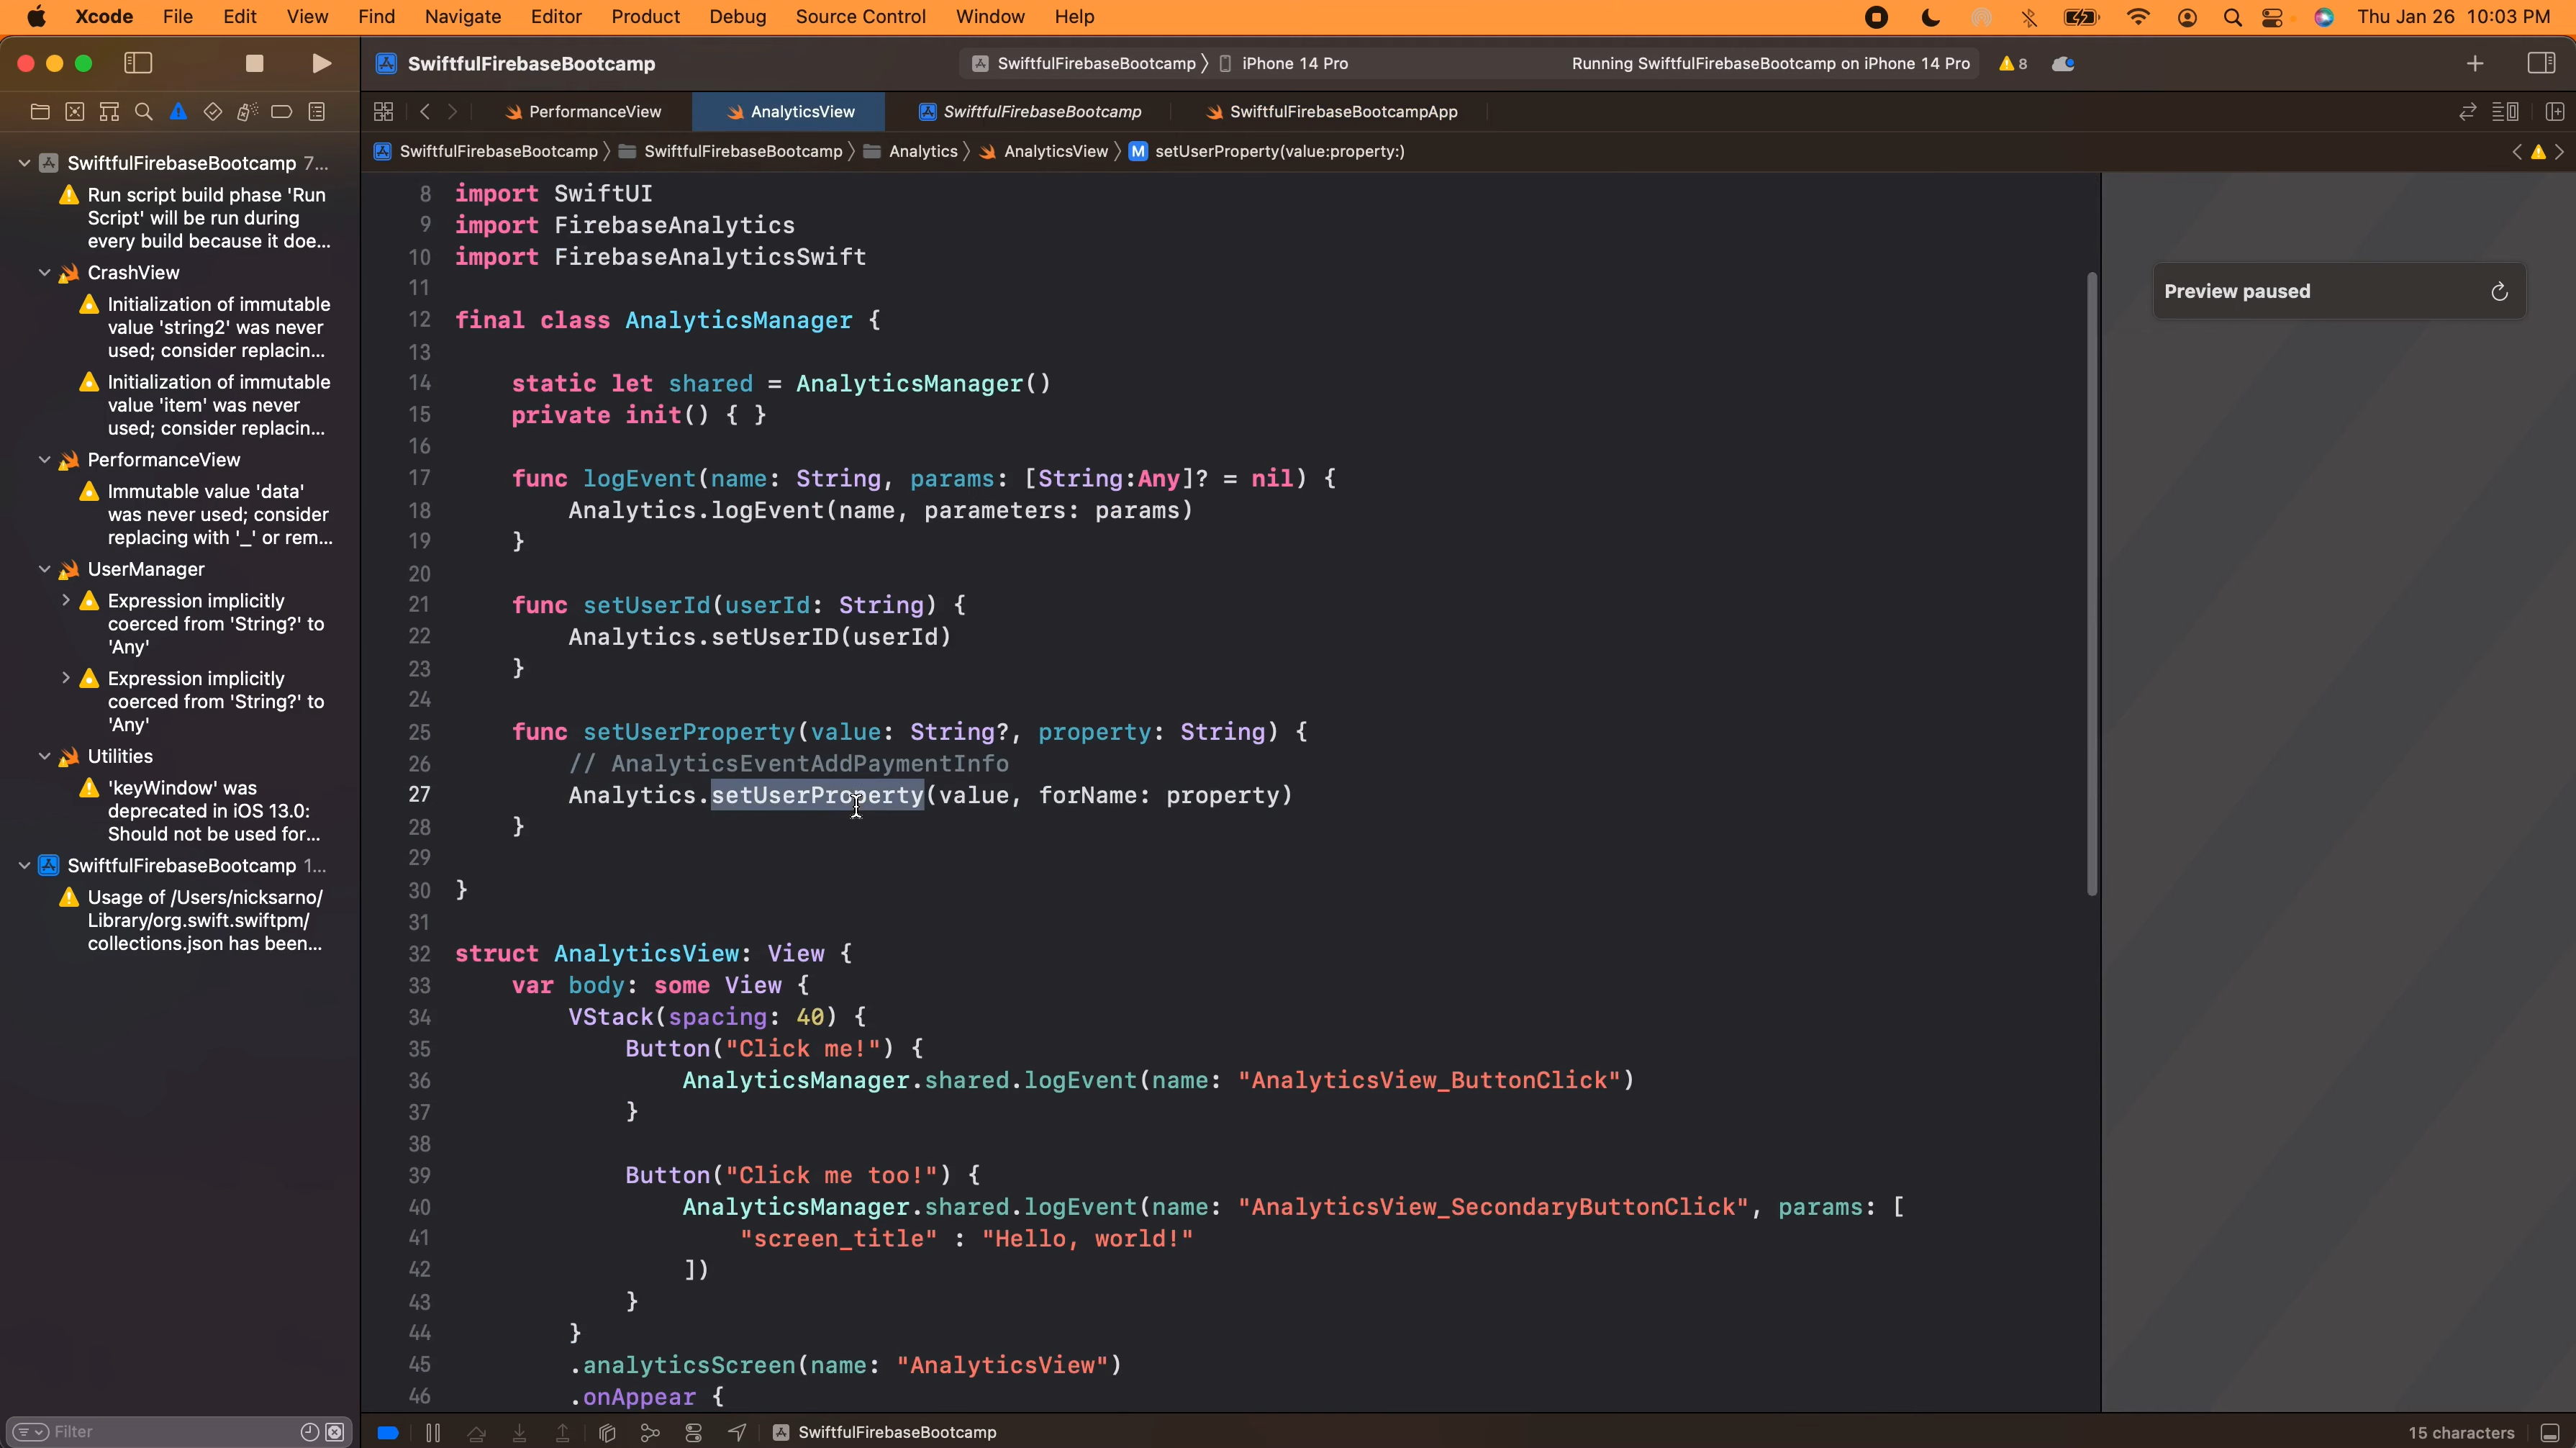 Xcode File Edit View Find Navigate Editor Product Debug Source Control Window Help Thu Jan 26 10:03 PM
SwiftfulFirebaseBootcamp SwiftfulFirebaseBootcamp iPhone 14 Pro Running SwiftfulFirebaseBootcamp on iPhone 14 Pro 8
PerformanceView AnalyticsView SwiftfulFirebaseBootcamp SwiftfulFirebaseBootcampApp
SwiftfulFirebaseBootcamp SwiftfulFirebaseBootcamp Analytics AnalyticsView M setUserProperty(value:property:)
SwiftfulFirebaseBootcamp 7...
Run script build phase 'Run
Script' will be run during
every build because it doe...
CrashView
Initialization of immutable
value 'string2' was never
used; consider replacin...
Initialization of immutable
value 'item' was never
used; consider replacin...
PerformanceView
Immutable value 'data'
was never used; consider
replacing with '_' or rem...
UserManager
Expression implicitly
coerced from 'String?' to
'Any'
Expression implicitly
coerced from 'String?' to
'Any'
Utilities
'keyWindow' was
deprecated in iOS 13.0:
Should not be used for...
SwiftfulFirebaseBootcamp 1...
Usage of /Users/nicksarno/
Library/org.swift.swiftpm/
collections.json has been...
Filter
8 import SwiftUI
9 import FirebaseAnalytics
10 import FirebaseAnalyticsSwift
11
12 final class AnalyticsManager {
13
14 static let shared = AnalyticsManager()
15 private init() { }
16
17 func logEvent(name: String, params: [String:Any]? = nil) {
18 Analytics.logEvent(name, parameters: params)
19 }
20
21 func setUserId(userId: String) {
22 Analytics.setUserID(userId)
23 }
24
25 func setUserProperty(value: String?, property: String) {
26 // AnalyticsEventAddPaymentInfo
27 Analytics.setUserProperty(value, forName: property)
28 }
29
30 }
31
32 struct AnalyticsView: View {
33 var body: some View {
34 VStack(spacing: 40) {
35 Button("Click me!") {
36 AnalyticsManager.shared.logEvent(name: "AnalyticsView_ButtonClick")
37 }
38
39 Button("Click me too!") {
40 AnalyticsManager.shared.logEvent(name: "AnalyticsView_SecondaryButtonClick", params: [
41 "screen_title" : "Hello, world!"
42 ])
43 }
44 }
45 .analyticsScreen(name: "AnalyticsView")
46 .onAppear {
Preview paused
SwiftfulFirebaseBootcamp
15 characters